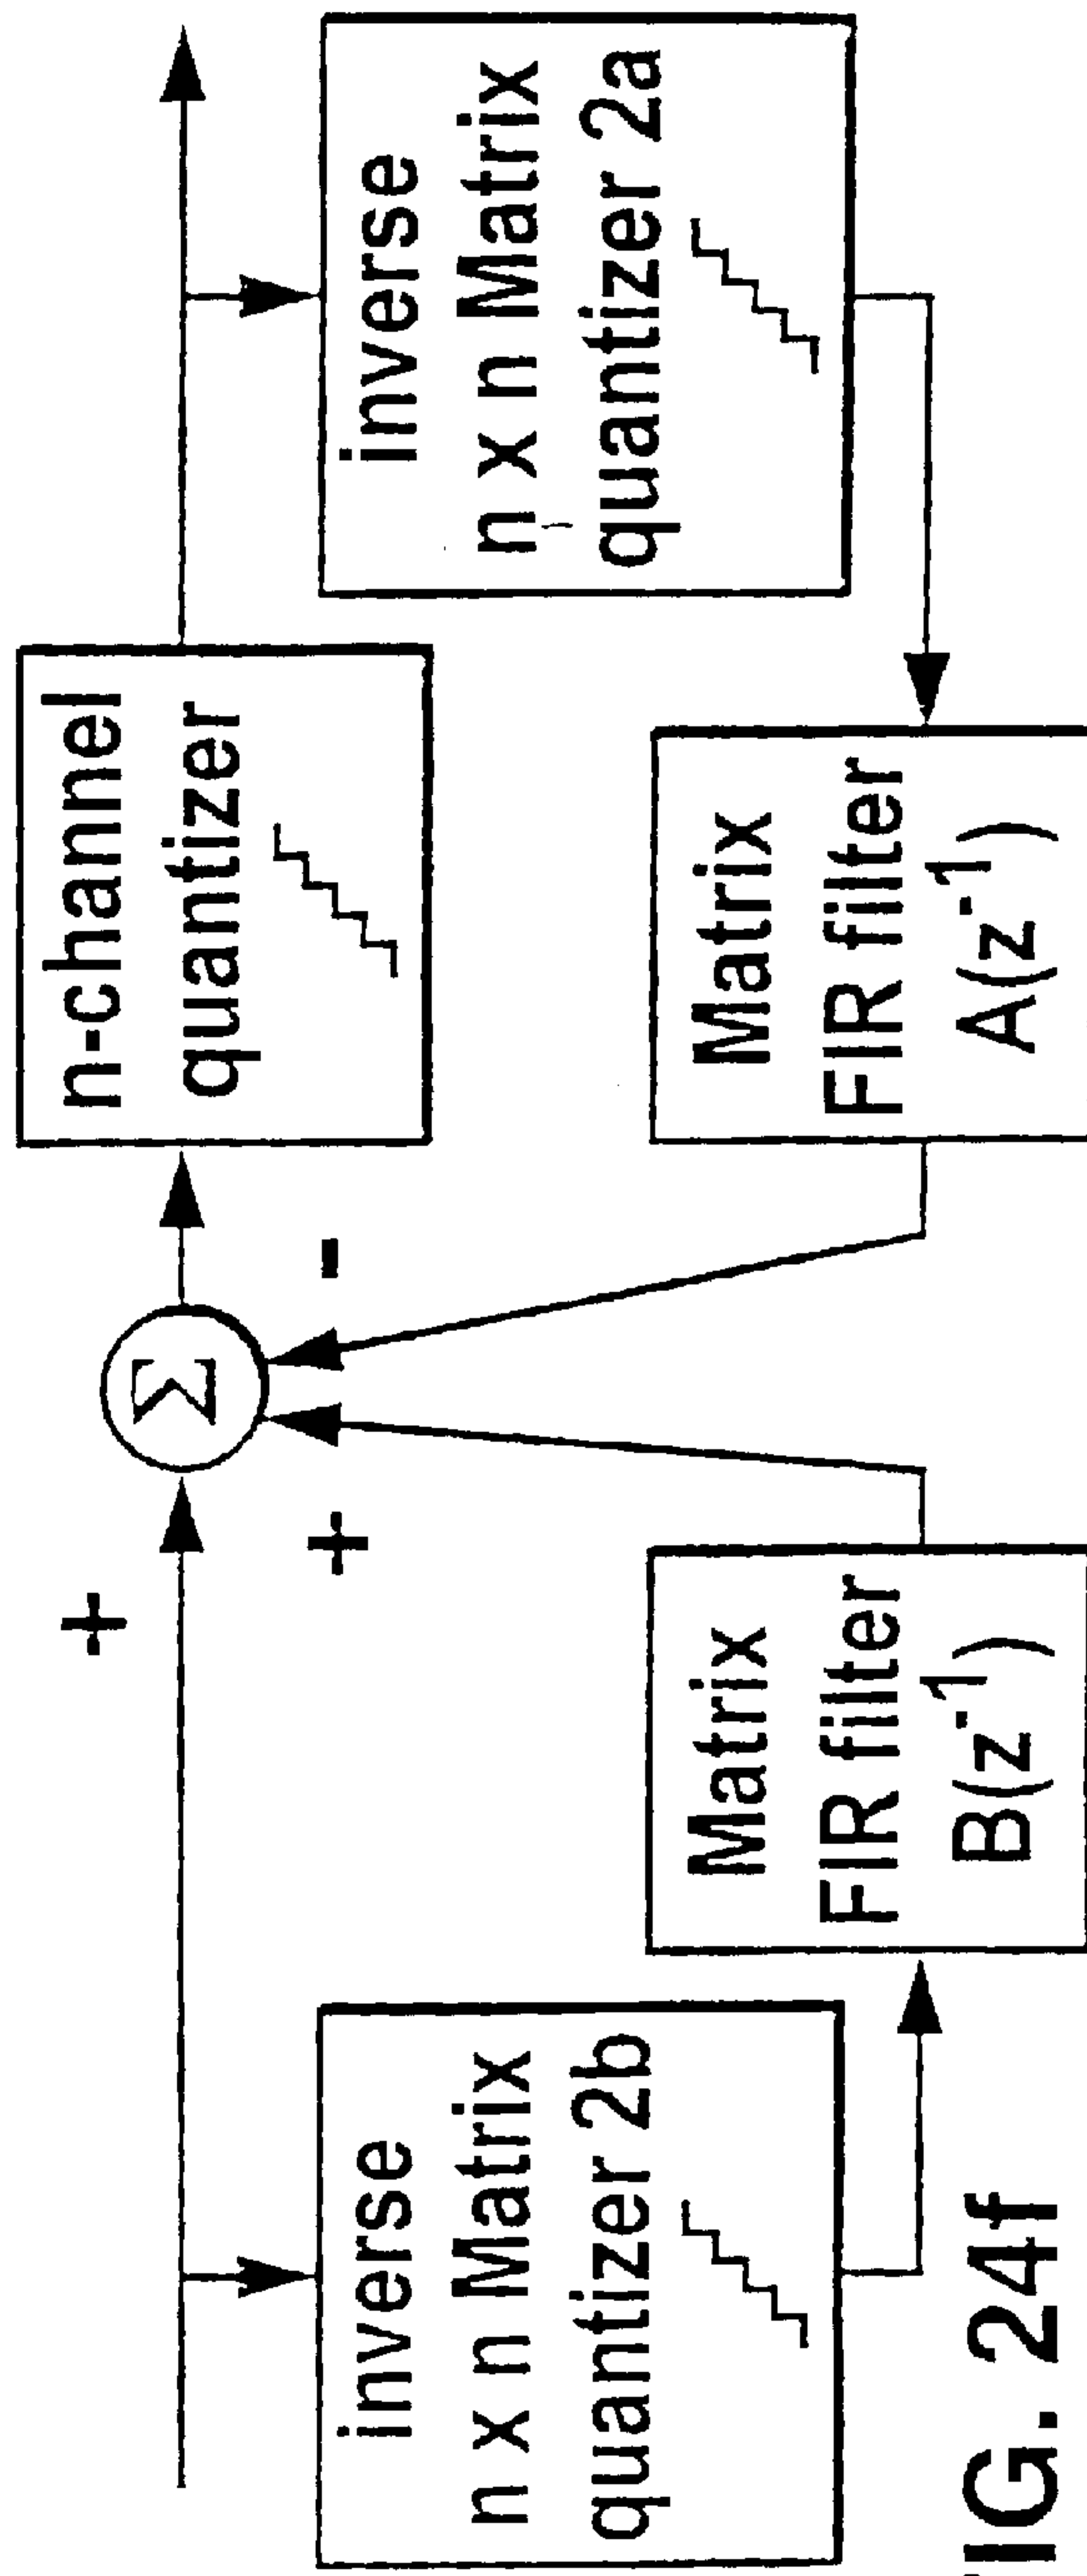 +
Σ
+
-
n-channel
quantizer
inverse
n x n Matrix
quantizer 2b
Matrix
FIR filter
B(z⁻¹)
Matrix
FIR filter
A(z⁻¹)
inverse
n x n Matrix
quantizer 2a
IG. 24f